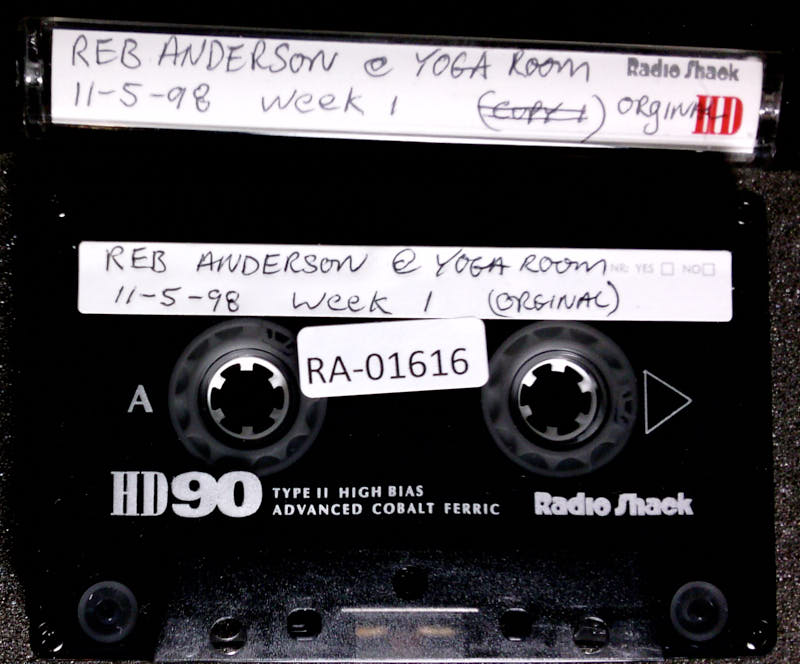 REB ANDERSON @ YOGA ROOM Radio Shack
11-5-98 Week 1 (COPY 1) ORGINAL HD
REB ANDERSON @ YOGA ROOM NR: YES NO
11-5-98 Week 1 (ORGINAL)
RA-01616
A
HD90 TYPE II HIGH BIAS
ADVANCED COBALT FERRIC Radio Shack